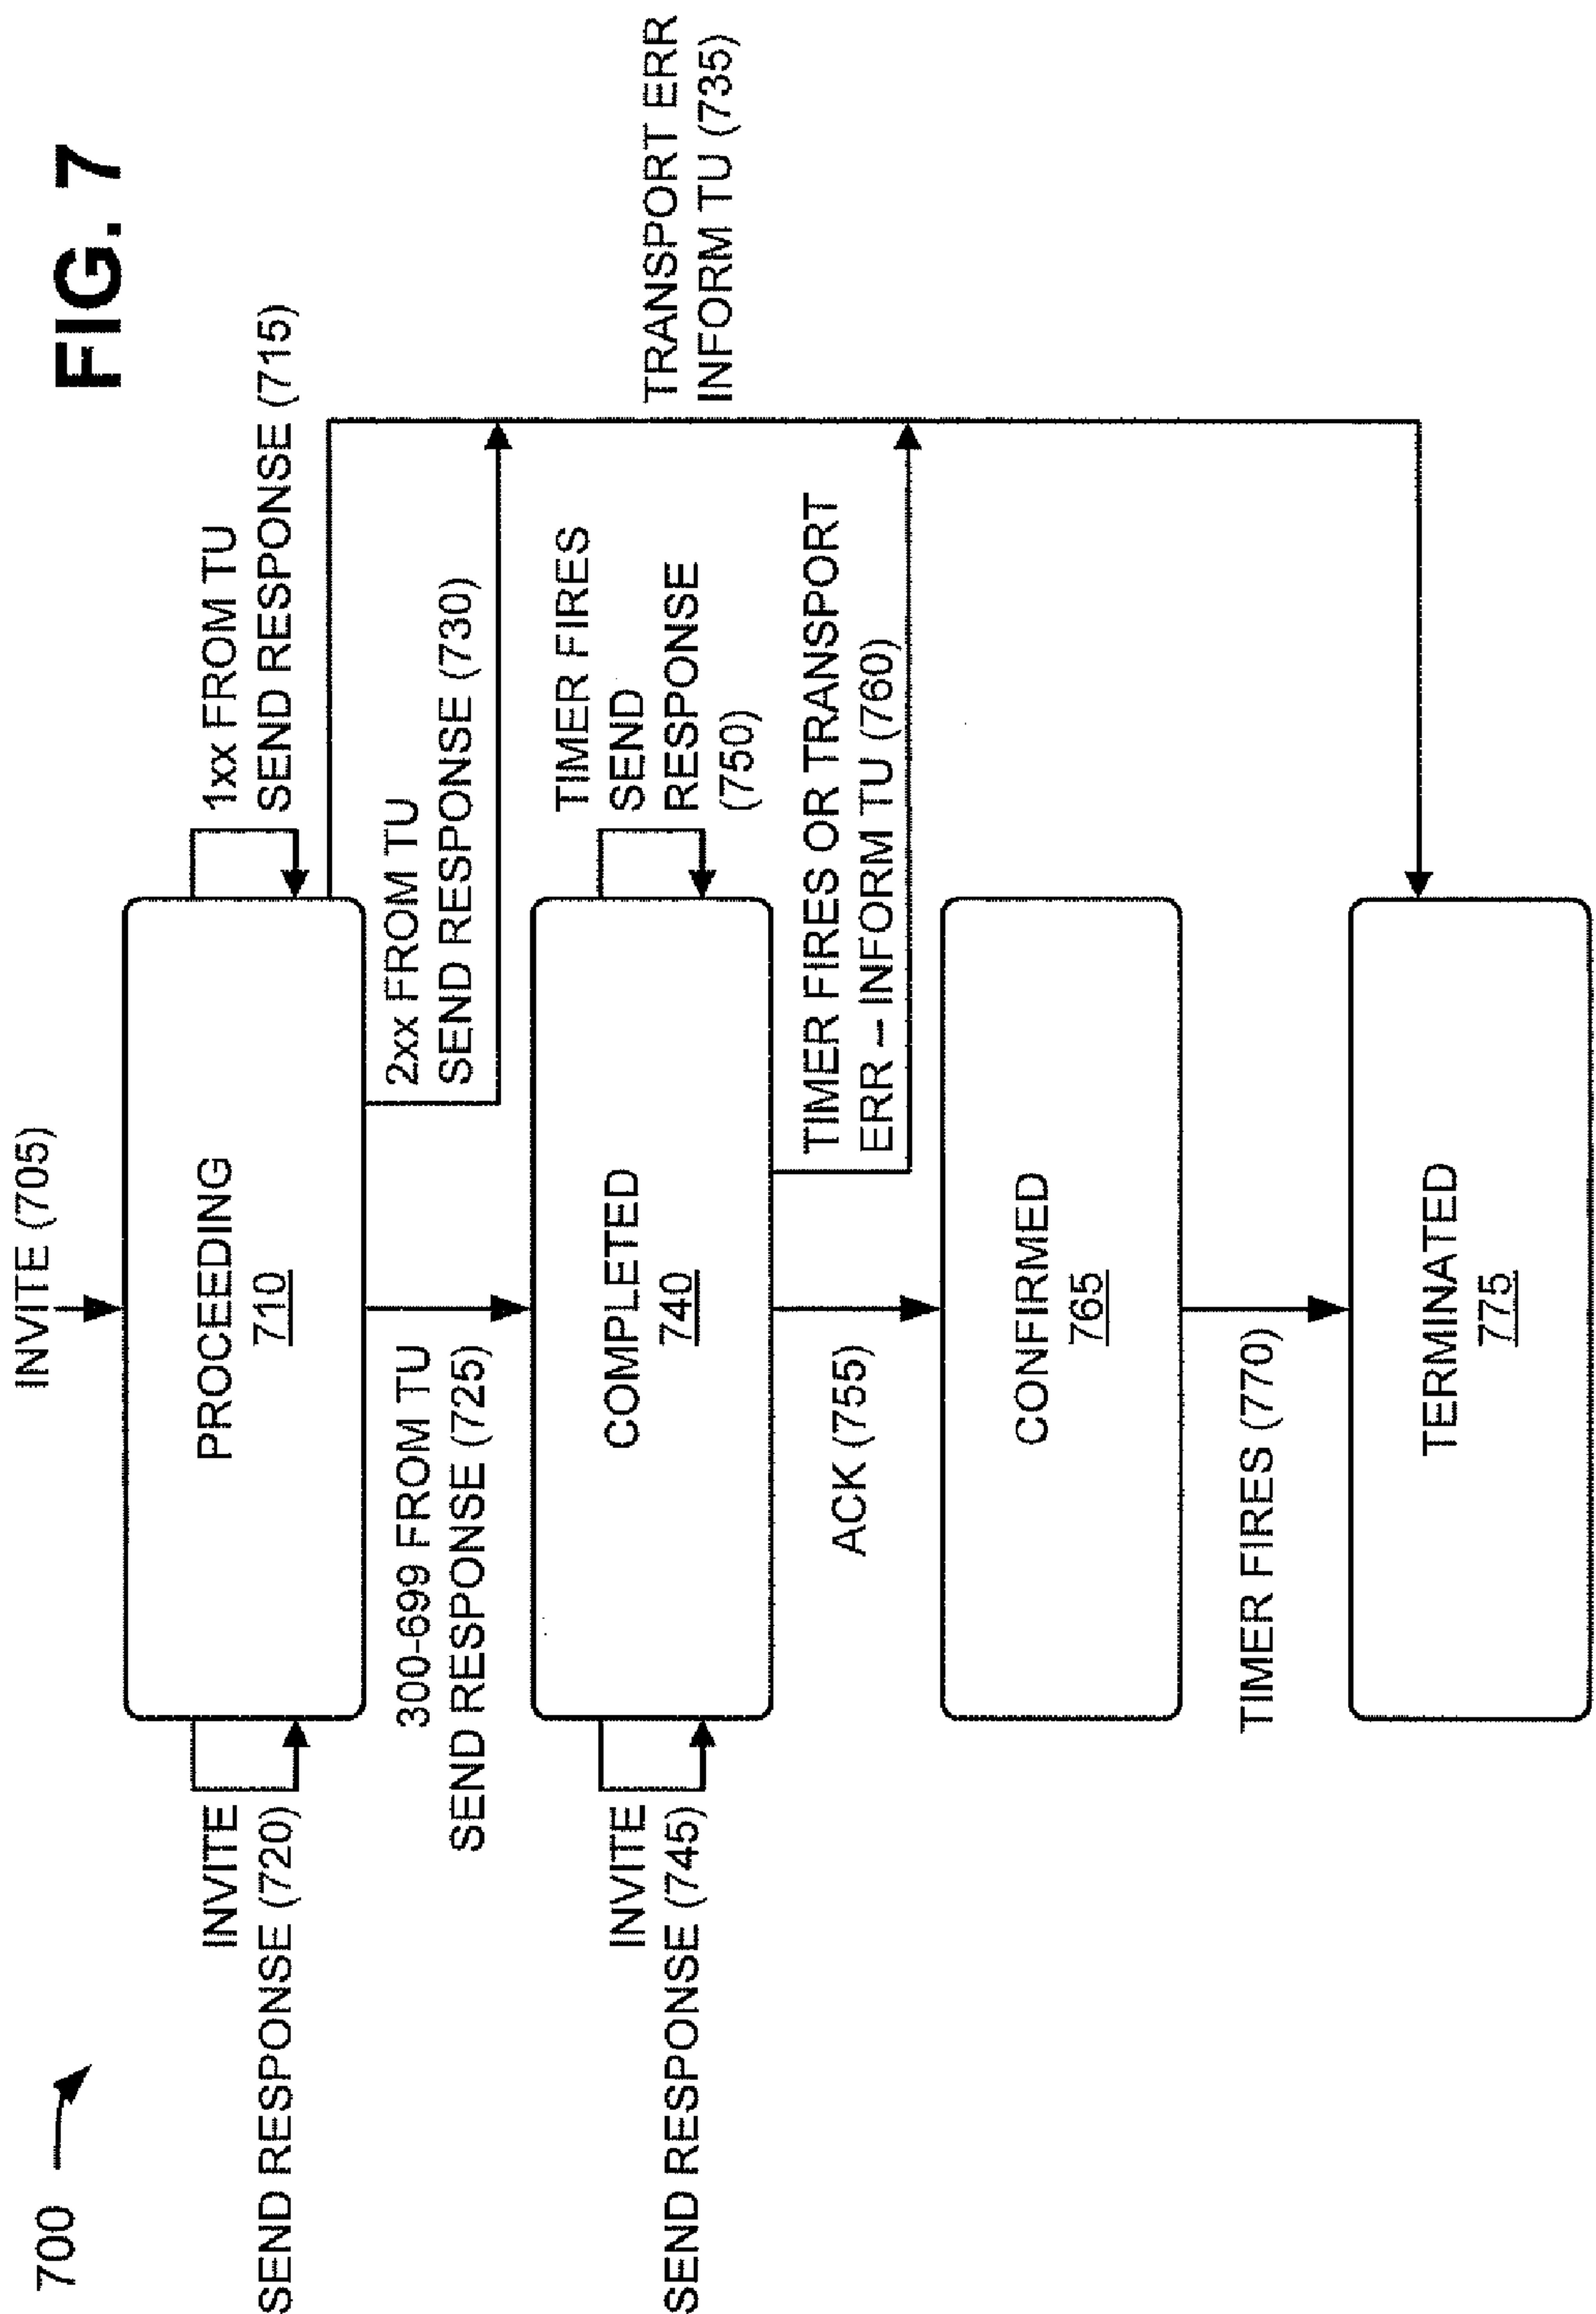 700
FIG. 7
INVITE (705)
INVITE
SEND RESPONSE (720)
PROCEEDING
710
1xx FROM TU
SEND RESPONSE (715)
300-699 FROM TU
SEND RESPONSE (725)
2xx FROM TU
SEND RESPONSE (730)
TRANSPORT ERR
INFORM TU (735)
INVITE
SEND RESPONSE (745)
COMPLETED
740
TIMER FIRES
SEND
RESPONSE
(750)
ACK (755)
TIMER FIRES OR TRANSPORT
ERR – INFORM TU (760)
CONFIRMED
765
TIMER FIRES (770)
TERMINATED
775